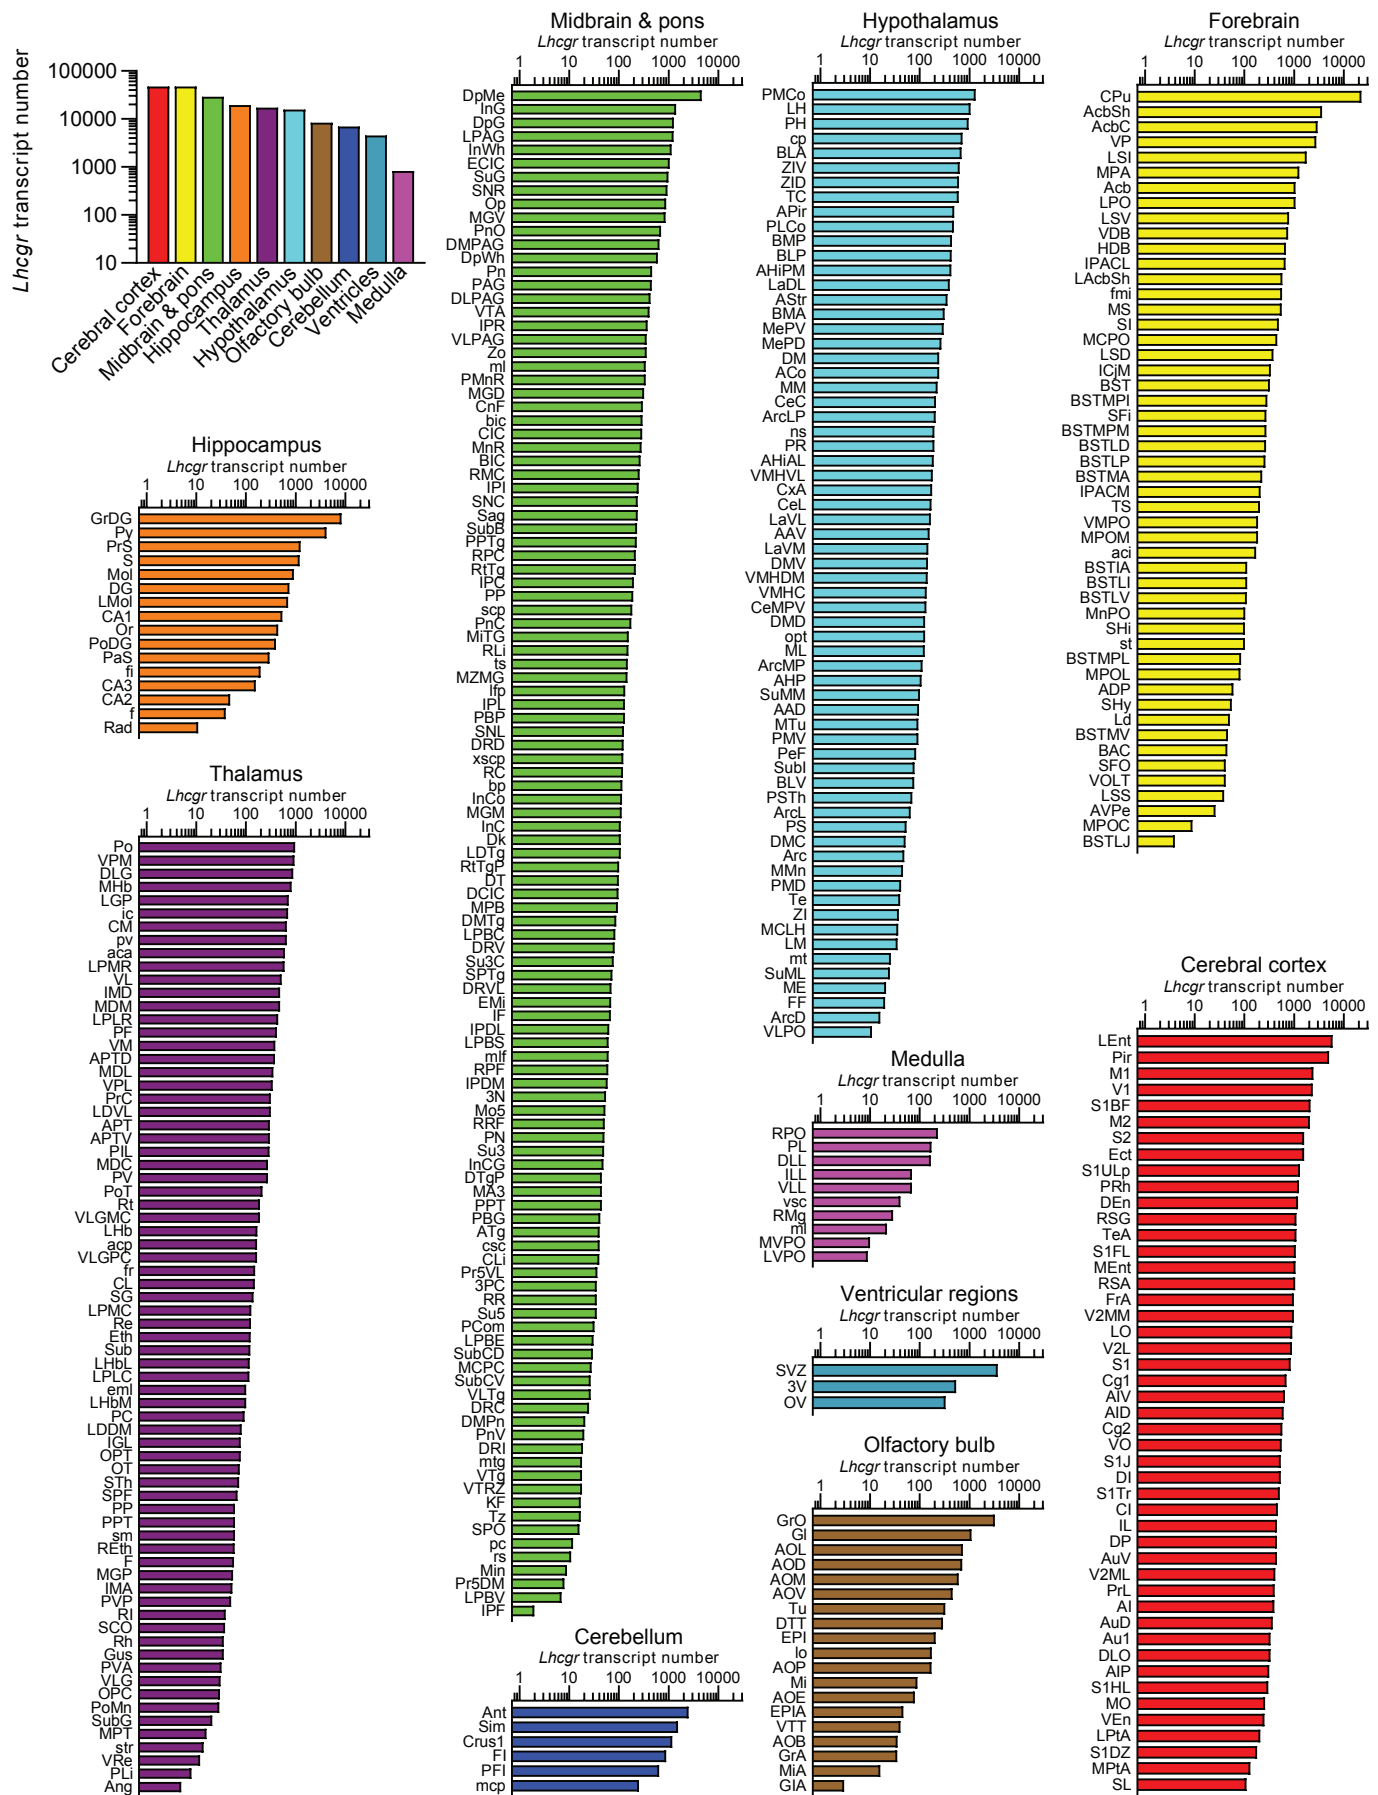 Lhcgr transcript number
100000
10000
1000
100
10
Cerebral cortex
Forebrain
Midbrain & pons
Hippocampus
Thalamus
Hypothalamus
Olfactory bulb
Cerebellum
Ventricles
Medulla
Hippocampus
Lhcgr transcript number
1 10 100 1000 10000
GrDG
Py
PrS
S
Mol
DG
LMol
CA1
Or
PoDG
PaS
fi
CA3
CA2
f
Rad
Thalamus
Lhcgr transcript number
1 10 100 1000 10000
Po
VPM
DLG
MHb
LGP
ic
CM
pv
aca
LPMR
VL
IMD
MDM
LPLR
PF
VM
APTD
MDL
VPL
PrC
LDVL
APT
APTV
PIL
MDC
PV
PoT
Rt
VLGMC
LHb
acp
VLGPC
fr
CL
SG
LPMC
Re
Eth
Sub
LHbL
LPLC
eml
LHbM
PC
LDDM
IGL
OPT
OT
STh
SPF
PP
PPT
sm
REth
F
MGP
IMA
PVP
RI
SCO
Rh
Gus
PVA
VLG
OPC
PoMn
SubG
MPT
str
VRe
PLi
Ang
Midbrain & pons
Lhcgr transcript number
1 10 100 1000 10000
DpMe
InG
DpG
LPAG
InWh
ECIC
SuG
SNR
Op
MGV
PnO
DMPAG
DpWh
Pn
PAG
DLPAG
VTA
IPR
VLPAG
Zo
ml
PMnR
MGD
CnF
bic
CIC
MnR
BIC
RMC
IPI
SNC
Sag
SubB
PPTg
RPC
RtTg
IPC
PP
scp
PnC
MiTG
RLi
ts
MZMG
lfp
IPL
PBP
SNL
DRD
xscp
RC
bp
InCo
MGM
InC
Dk
LDTg
RtTgP
DT
DCIC
MPB
DMTg
LPBC
DRV
Su3C
SPTg
DRVL
EMi
IF
IPDL
LPBS
mlf
RPF
IPDM
3N
Mo5
RRF
PN
Su3
InCG
DTgP
MA3
PPT
PBG
ATg
csc
CLi
Pr5VL
3PC
RR
Su5
PCom
LPBE
SubCD
MCPC
SubCV
VLTg
DRC
DMPn
PnV
DRI
mtg
VTg
VTRZ
KF
Tz
SPO
pc
rs
Min
Pr5DM
LPBV
IPF
Cerebellum
Lhcgr transcript number
1 10 100 1000 10000
Ant
Sim
Crus1
Fl
PFl
mcp
Hypothalamus
Lhcgr transcript number
1 10 100 1000 10000
PMCo
LH
PH
cp
BLA
ZIV
ZID
TC
APir
PLCo
BMP
BLP
AHiPM
LaDL
AStr
BMA
MePV
MePD
DM
ACo
MM
CeC
ArcLP
ns
PR
AHiAL
VMHVL
CxA
CeL
LaVL
AAV
LaVM
DMV
VMHDM
VMHC
CeMPV
DMD
opt
ML
ArcMP
AHP
SuMM
AAD
MTu
PMV
PeF
SubI
BLV
PSTh
ArcL
PS
DMC
Arc
MMn
PMD
Te
ZI
MCLH
LM
mt
SuML
ME
FF
ArcD
VLPO
Medulla
Lhcgr transcript number
1 10 100 1000 10000
RPO
PL
DLL
ILL
VLL
vsc
RMg
ml
MVPO
LVPO
Ventricular regions
Lhcgr transcript number
1 10 100 1000 10000
SVZ
3V
OV
Olfactory bulb
Lhcgr transcript number
1 10 100 1000 10000
GrO
Gl
AOL
AOD
AOM
AOV
Tu
DTT
EPl
lo
AOP
Mi
AOE
EPlA
VTT
AOB
GrA
MiA
GlA
Forebrain
Lhcgr transcript number
1 10 100 1000 10000
CPu
AcbSh
AcbC
VP
LSI
MPA
Acb
LPO
LSV
VDB
HDB
IPACL
LAcbSh
fmi
MS
SI
MCPO
LSD
ICjM
BST
BSTMPI
SFi
BSTMPM
BSTLD
BSTLP
BSTMA
IPACM
TS
VMPO
MPOM
aci
BSTIA
BSTLI
BSTLV
MnPO
SHi
st
BSTMPL
MPOL
ADP
SHy
Ld
BSTMV
BAC
SFO
VOLT
LSS
AVPe
MPOC
BSTLJ
Cerebral cortex
Lhcgr transcript number
1 10 100 1000 10000
LEnt
Pir
M1
V1
S1BF
M2
S2
Ect
S1ULp
PRh
DEn
RSG
TeA
S1FL
MEnt
RSA
FrA
V2MM
LO
V2L
S1
Cg1
AIV
AID
Cg2
VO
S1J
DI
S1Tr
Cl
IL
DP
AuV
V2ML
PrL
AI
AuD
Au1
DLO
AIP
S1HL
MO
VEn
LPtA
S1DZ
MPtA
SL